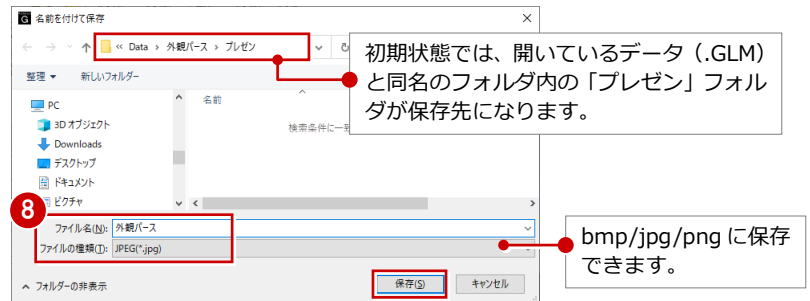 G 名前を付けて保存
« Data › 外観パース › プレゼン
初期状態では、開いているデータ（.GLM）
と同名のフォルダ内の「プレゼン」フォル
ダが保存先になります。
整理 新しいフォルダー
PC
3D オブジェクト
Downloads
デスクトップ
ドキュメント
ピクチャ
名前
検索条件に一致
8
ファイル名(N): 外観パース
ファイルの種類(T): JPEG(*.jpg)
bmp/jpg/png に保存
できます。
フォルダーの非表示
保存(S) キャンセル